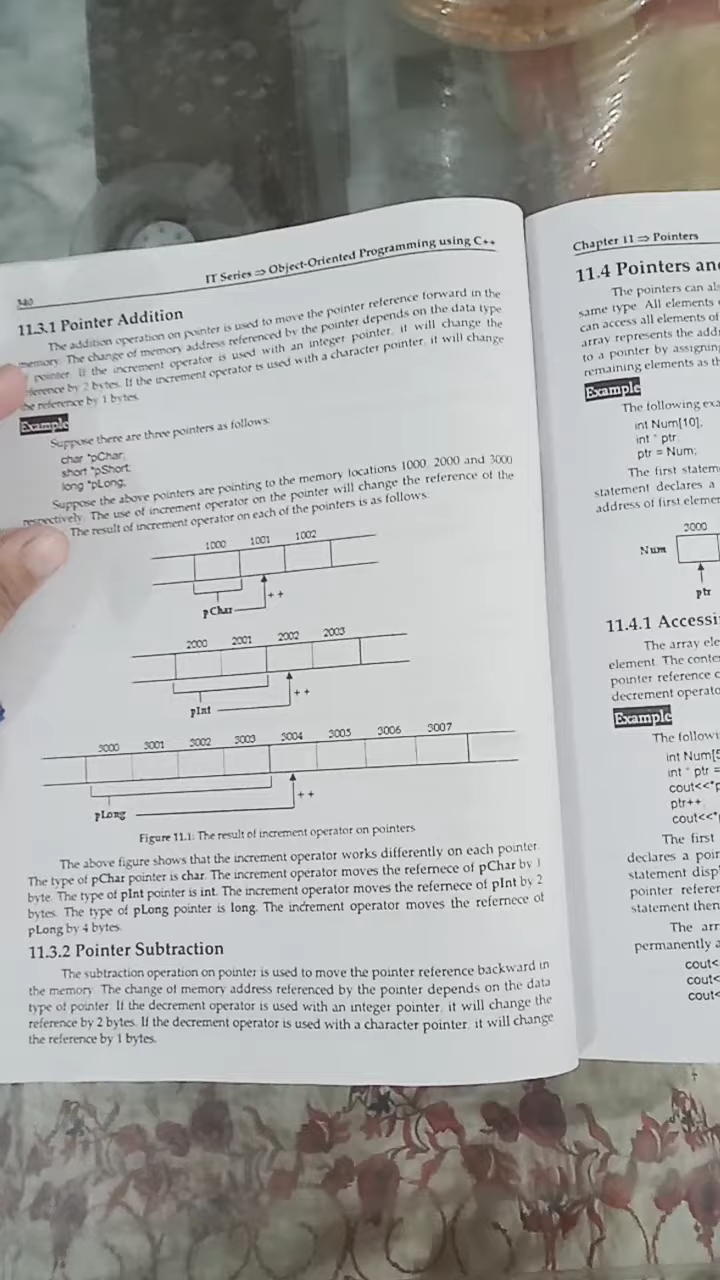 340
IT Series ⇒ Object-Oriented Programming using C++
11.3.1 Pointer Addition
The addition operation on pointer is used to move the pointer reference forward in the
memory. The change of memory address referenced by the pointer depends on the data type
pointer. If the increment operator is used with an integer pointer, it will change the
by 2 bytes. If the increment operator is used with a character pointer, it will change
reference by 1 bytes.
Example
Suppose there are three pointers as follows:
char *pChar;
short *pShort;
long *pLong;
Suppose the above pointers are pointing to the memory locations 1000, 2000 and 3000
respectively. The use of increment operator on the pointer will change the reference of the
The result of increment operator on each of the pointers is as follows:
1000 1001 1002
++
pChar
2000 2001 2002 2003
++
pInt
3000 3001 3002 3003 3004 3005 3006 3007
++
pLong
Figure 11.1: The result of increment operator on pointers
The above figure shows that the increment operator works differently on each pointer.
The type of pChar pointer is char. The increment operator moves the refernece of pChar by 1
byte. The type of pInt pointer is int. The increment operator moves the refernece of pInt by 2
bytes. The type of pLong pointer is long. The increment operator moves the refernece of
pLong by 4 bytes.
11.3.2 Pointer Subtraction
The subtraction operation on pointer is used to move the pointer reference backward in
the memory. The change of memory address referenced by the pointer depends on the data
type of pointer. If the decrement operator is used with an integer pointer, it will change the
reference by 2 bytes. If the decrement operator is used with a character pointer, it will change
the reference by 1 bytes.
Chapter 11 ⇒ Pointers
11.4 Pointers an
The pointers can al
same type. All elements
can access all elements of
array represents the add
to a pointer by assigning
remaining elements as th
Example
The following exa
int Num[10];
int * ptr;
ptr = Num;
The first statem
statement declares a
address of first elemen
2000
Num
ptr
11.4.1 Accessi
The array ele
element. The conte
pointer reference
decrement operato
Example
The followi
int Num[5
int * ptr =
cout<<*p
ptr++
cout<<*
The first
declares a poin
statement disp
pointer referen
statement then
The arr
permanently a
cout<
cout<
cout<